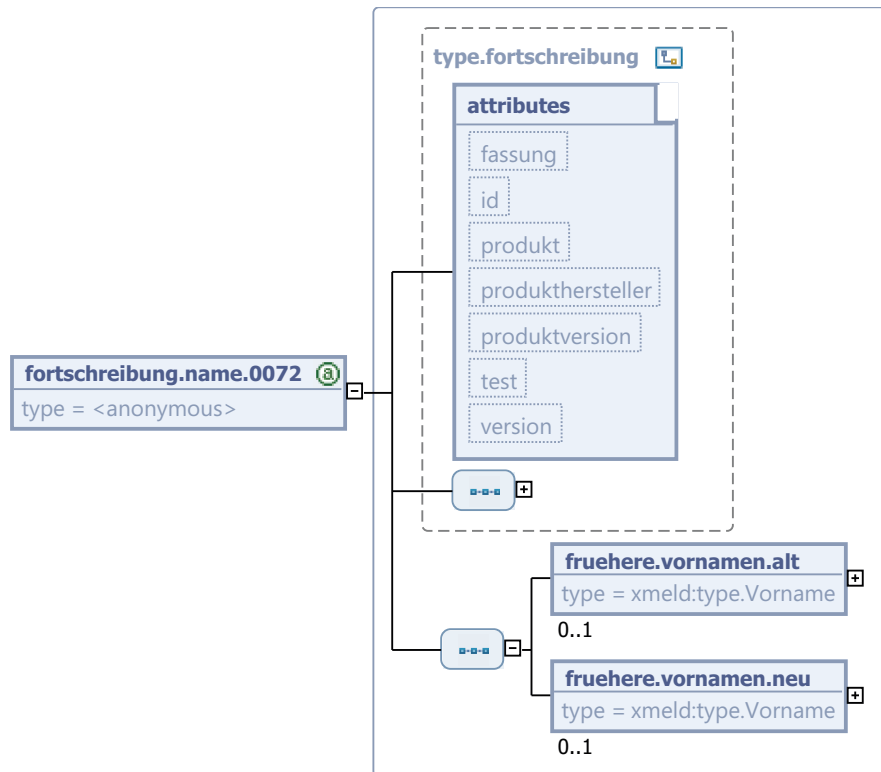 type.fortschreibung
attributes
fassung
id
produkt
produkthersteller
produktversion
test
version
fortschreibung.name.0072
type = <anonymous>
fruehere.vornamen.alt
type = xmeld:type.Vorname
0..1
fruehere.vornamen.neu
type = xmeld:type.Vorname
0..1